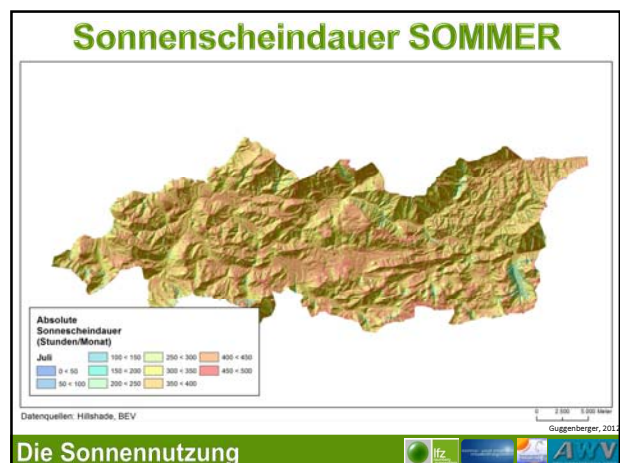 Sonnenscheindauer SOMMER
Absolute
Sonnescheindauer
(Stunden/Monat)
Juli
0 < 50
50 < 100
100 < 150
150 < 200
200 < 250
250 < 300
300 < 350
350 < 400
400 < 450
450 < 500
Datenquellen: Hillshade, BEV
0 2.500 5.000 Meter
Guggenberger, 2012
Die Sonnennutzung
lfz
AWV